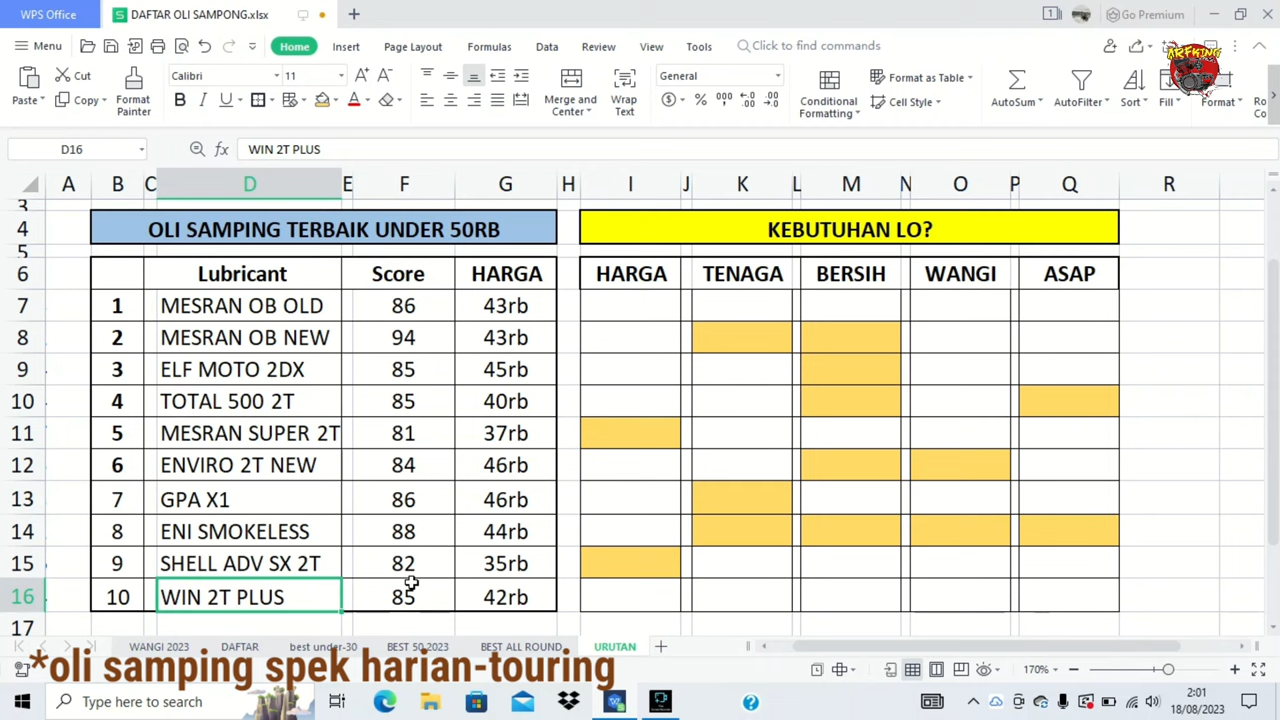 WPS Office
DAFTAR OLI SAMPONG.xlsx
1
Go Premium
Menu
Home
Insert
Page Layout
Formulas
Data
Review
View
Tools
Click to find commands
ARFKING
Paste
Cut
Copy
Format Painter
Calibri
11
B I U A
Merge and Center
Wrap Text
General
Conditional Formatting
Format as Table
Cell Style
AutoSum
AutoFilter
Sort
Fill
Format
D16
fx
WIN 2T PLUS
A B C D E F G H I J K L M N O P Q R
3
4 OLI SAMPING TERBAIK UNDER 50RB KEBUTUHAN LO?
5
6 Lubricant Score HARGA HARGA TENAGA BERSIH WANGI ASAP
7 1 MESRAN OB OLD 86 43rb
8 2 MESRAN OB NEW 94 43rb
9 3 ELF MOTO 2DX 85 45rb
10 4 TOTAL 500 2T 85 40rb
11 5 MESRAN SUPER 2T 81 37rb
12 6 ENVIRO 2T NEW 84 46rb
13 7 GPA X1 86 46rb
14 8 ENI SMOKELESS 88 44rb
15 9 SHELL ADV SX 2T 82 35rb
16 10 WIN 2T PLUS 85 42rb
17
WANGI 2023
DAFTAR
best under-30
BEST 50 2023
BEST ALL ROUND
URUTAN
*oli samping spek harian-touring
170%
Type here to search
2:01
18/08/2023